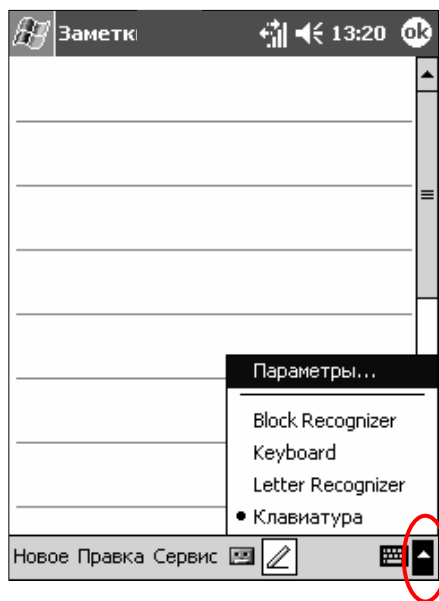 Заметк
13:20
ok
Параметры...
Block Recognizer
Keyboard
Letter Recognizer
Клавиатура
Новое Правка Сервис